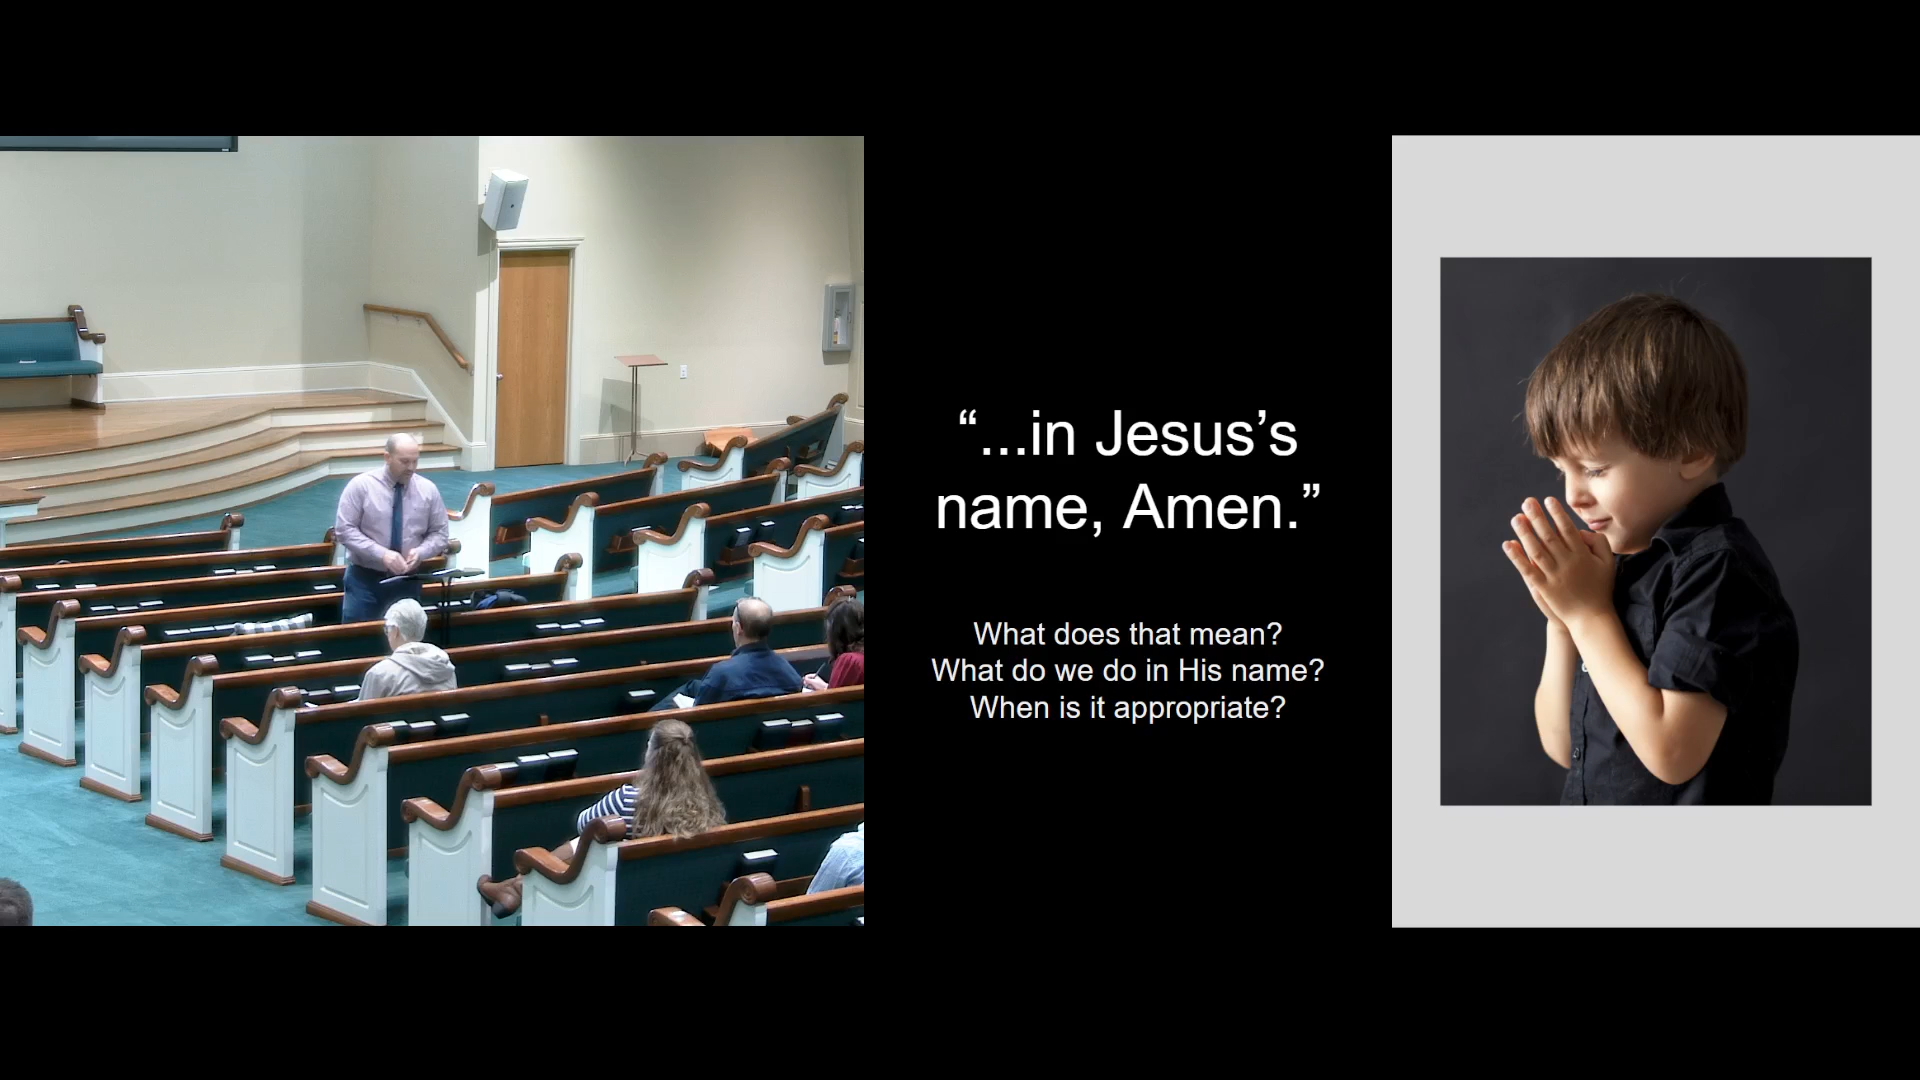 “...in Jesus’s
name, Amen.”
What does that mean?
What do we do in His name?
When is it appropriate?